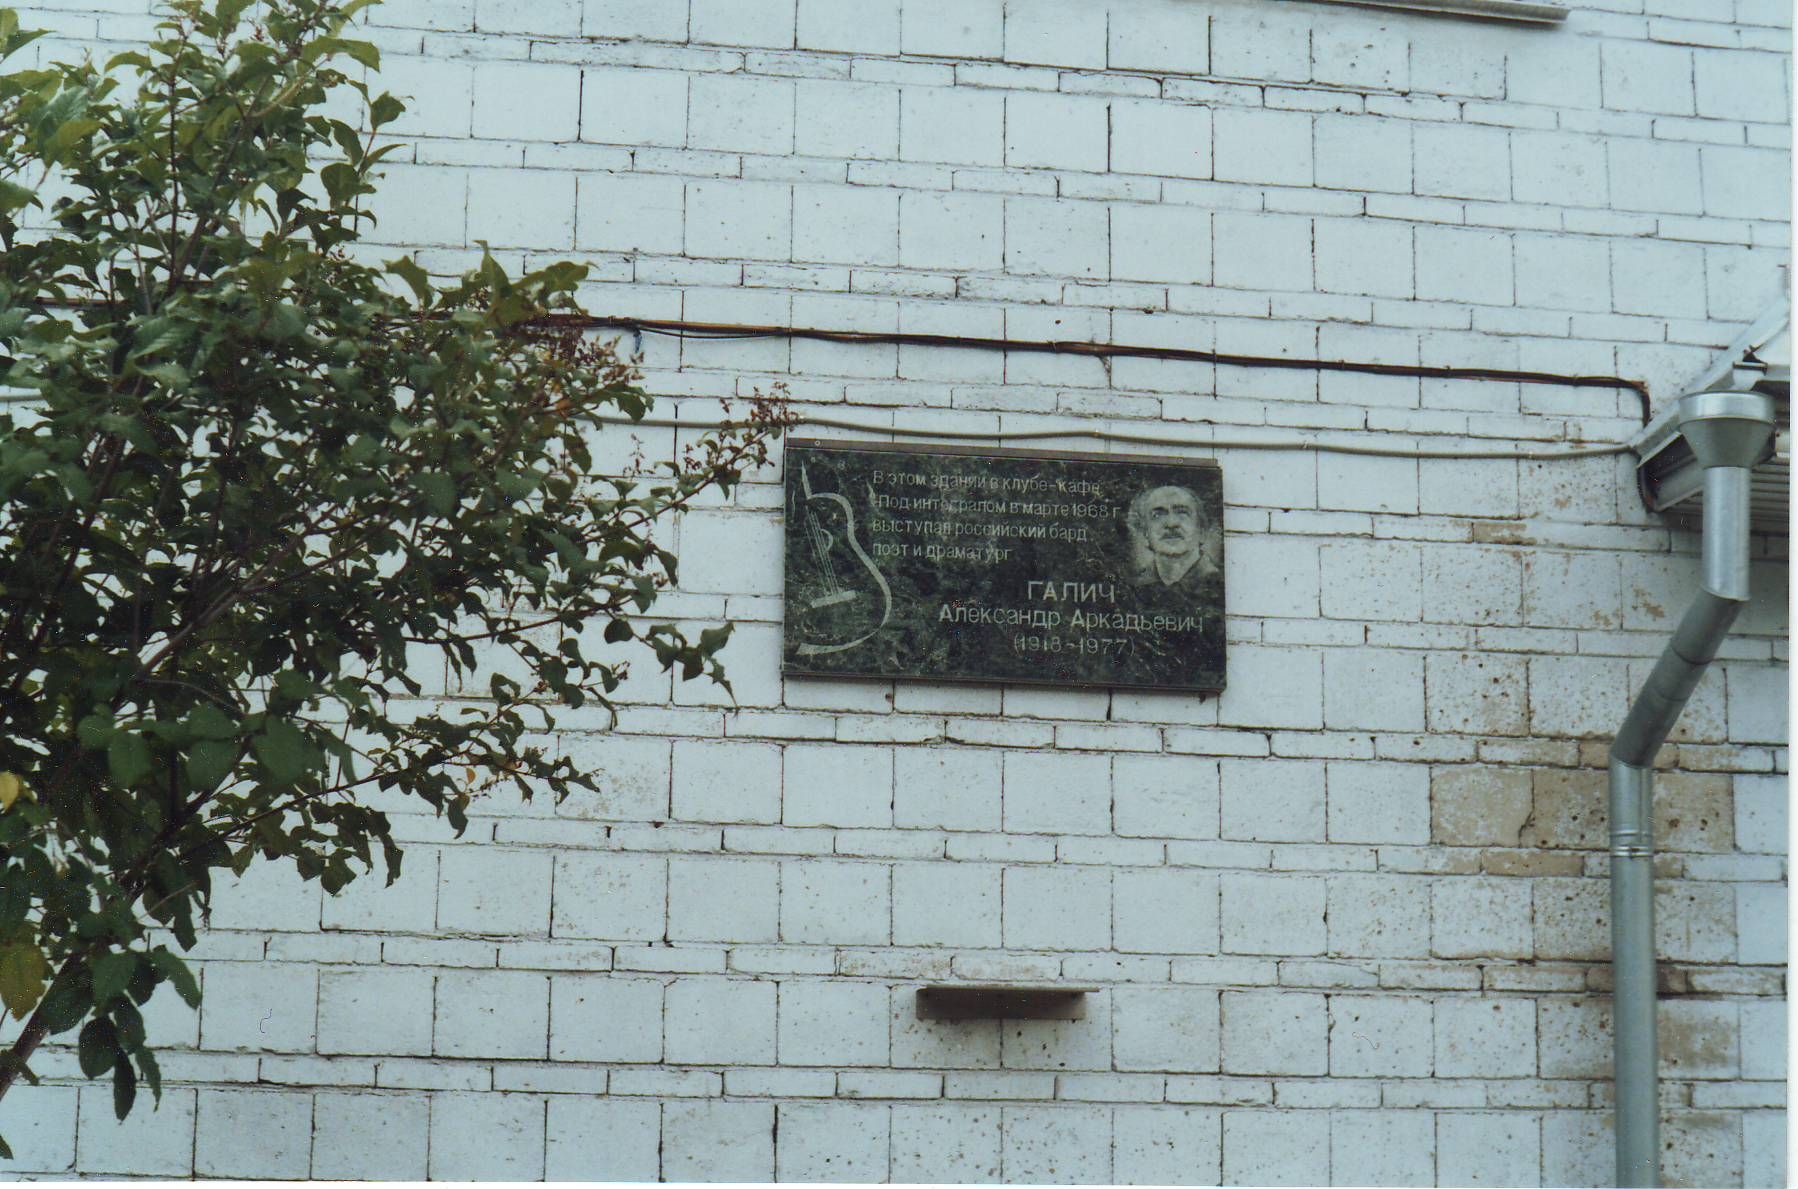 В этом здании в клубе-кафе
"Под интегралом в марте 1968 г.
выступал российский бард,
поэт и драматург
ГАЛИЧ
Александр Аркадьевич
(1918-1977)